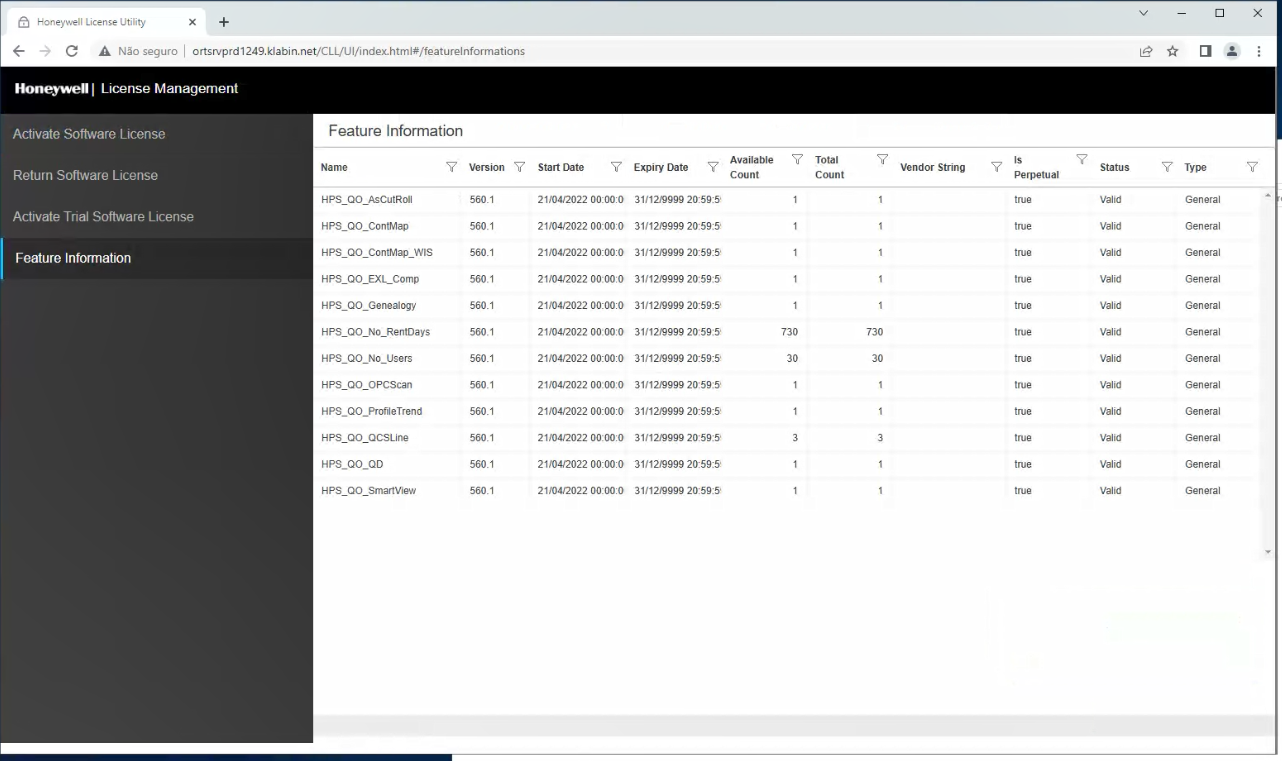 Honeywell License Utility
Não seguro | ortsrvprd1249.klabin.net/CLL/UI/index.html#/featureInformations
Honeywell | License Management
Activate Software License
Return Software License
Activate Trial Software License
Feature Information
Feature Information
Name Version Start Date Expiry Date Available Count Total Count Vendor String Is Perpetual Status Type
HPS_QO_AsCutRoll 560.1 21/04/2022 00:00:0 31/12/9999 20:59:5 1 1 true Valid General
HPS_QO_ContMap 560.1 21/04/2022 00:00:0 31/12/9999 20:59:5 1 1 true Valid General
HPS_QO_ContMap_WIS 560.1 21/04/2022 00:00:0 31/12/9999 20:59:5 1 1 true Valid General
HPS_QO_EXL_Comp 560.1 21/04/2022 00:00:0 31/12/9999 20:59:5 1 1 true Valid General
HPS_QO_Genealogy 560.1 21/04/2022 00:00:0 31/12/9999 20:59:5 1 1 true Valid General
HPS_QO_No_RentDays 560.1 21/04/2022 00:00:0 31/12/9999 20:59:5 730 730 true Valid General
HPS_QO_No_Users 560.1 21/04/2022 00:00:0 31/12/9999 20:59:5 30 30 true Valid General
HPS_QO_OPCScan 560.1 21/04/2022 00:00:0 31/12/9999 20:59:5 1 1 true Valid General
HPS_QO_ProfileTrend 560.1 21/04/2022 00:00:0 31/12/9999 20:59:5 1 1 true Valid General
HPS_QO_QCSLine 560.1 21/04/2022 00:00:0 31/12/9999 20:59:5 3 3 true Valid General
HPS_QO_QD 560.1 21/04/2022 00:00:0 31/12/9999 20:59:5 1 1 true Valid General
HPS_QO_SmartView 560.1 21/04/2022 00:00:0 31/12/9999 20:59:5 1 1 true Valid General